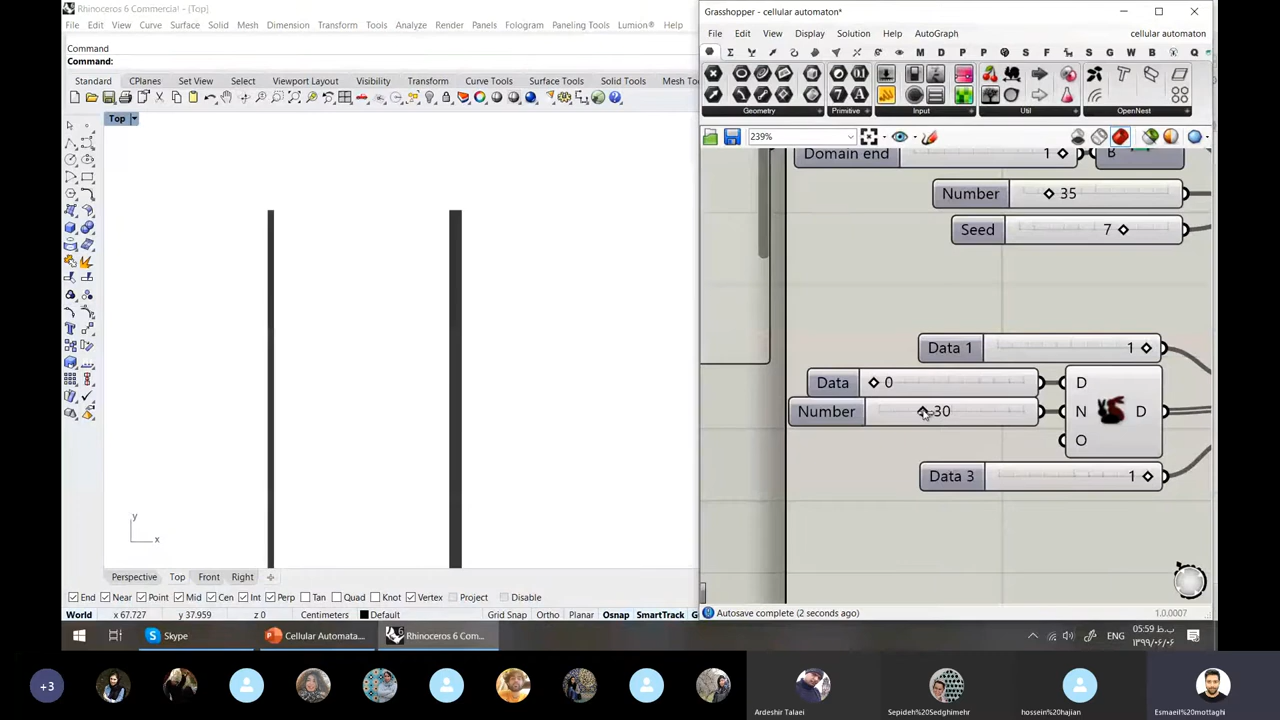 Rhinoceros 6 Commercial - [Top]
File Edit View Curve Surface Solid Mesh Dimension Transform Tools Analyze Render Panels Fologram Paneling Tools Lumion® Help
Command
Command:
Standard CPlanes Set View Select Viewport Layout Visibility Transform Curve Tools Surface Tools Solid Tools Mesh To
Top
y
x
Perspective Top Front Right
End Near Point Mid Cen Int Perp Tan Quad Knot Vertex Project Disable
World x 67.727 y 37.959 z 0 Centimeters Default Grid Snap Ortho Planar Osnap SmartTrack G
Grasshopper - cellular automaton*
File Edit View Display Solution Help AutoGraph cellular automaton
M D P P S F S G W B Q
Geometry Primitive Input Util OpenNest
239%
Domain end 1 B
Number 35
Seed 7
Data 1 1
Data 0 D
Number 30 N D
O
Data 3 1
Autosave complete (2 seconds ago) 1.0.0007
Skype Cellular Automata... Rhinoceros 6 Com... ENG 05:59 ب.ظ
۱۳۹۹/۰۶/۰۶
+3
Ardeshir Talaei Sepideh%20Sedghimehr hossein%20hajian Esmaeil%20mottaghi